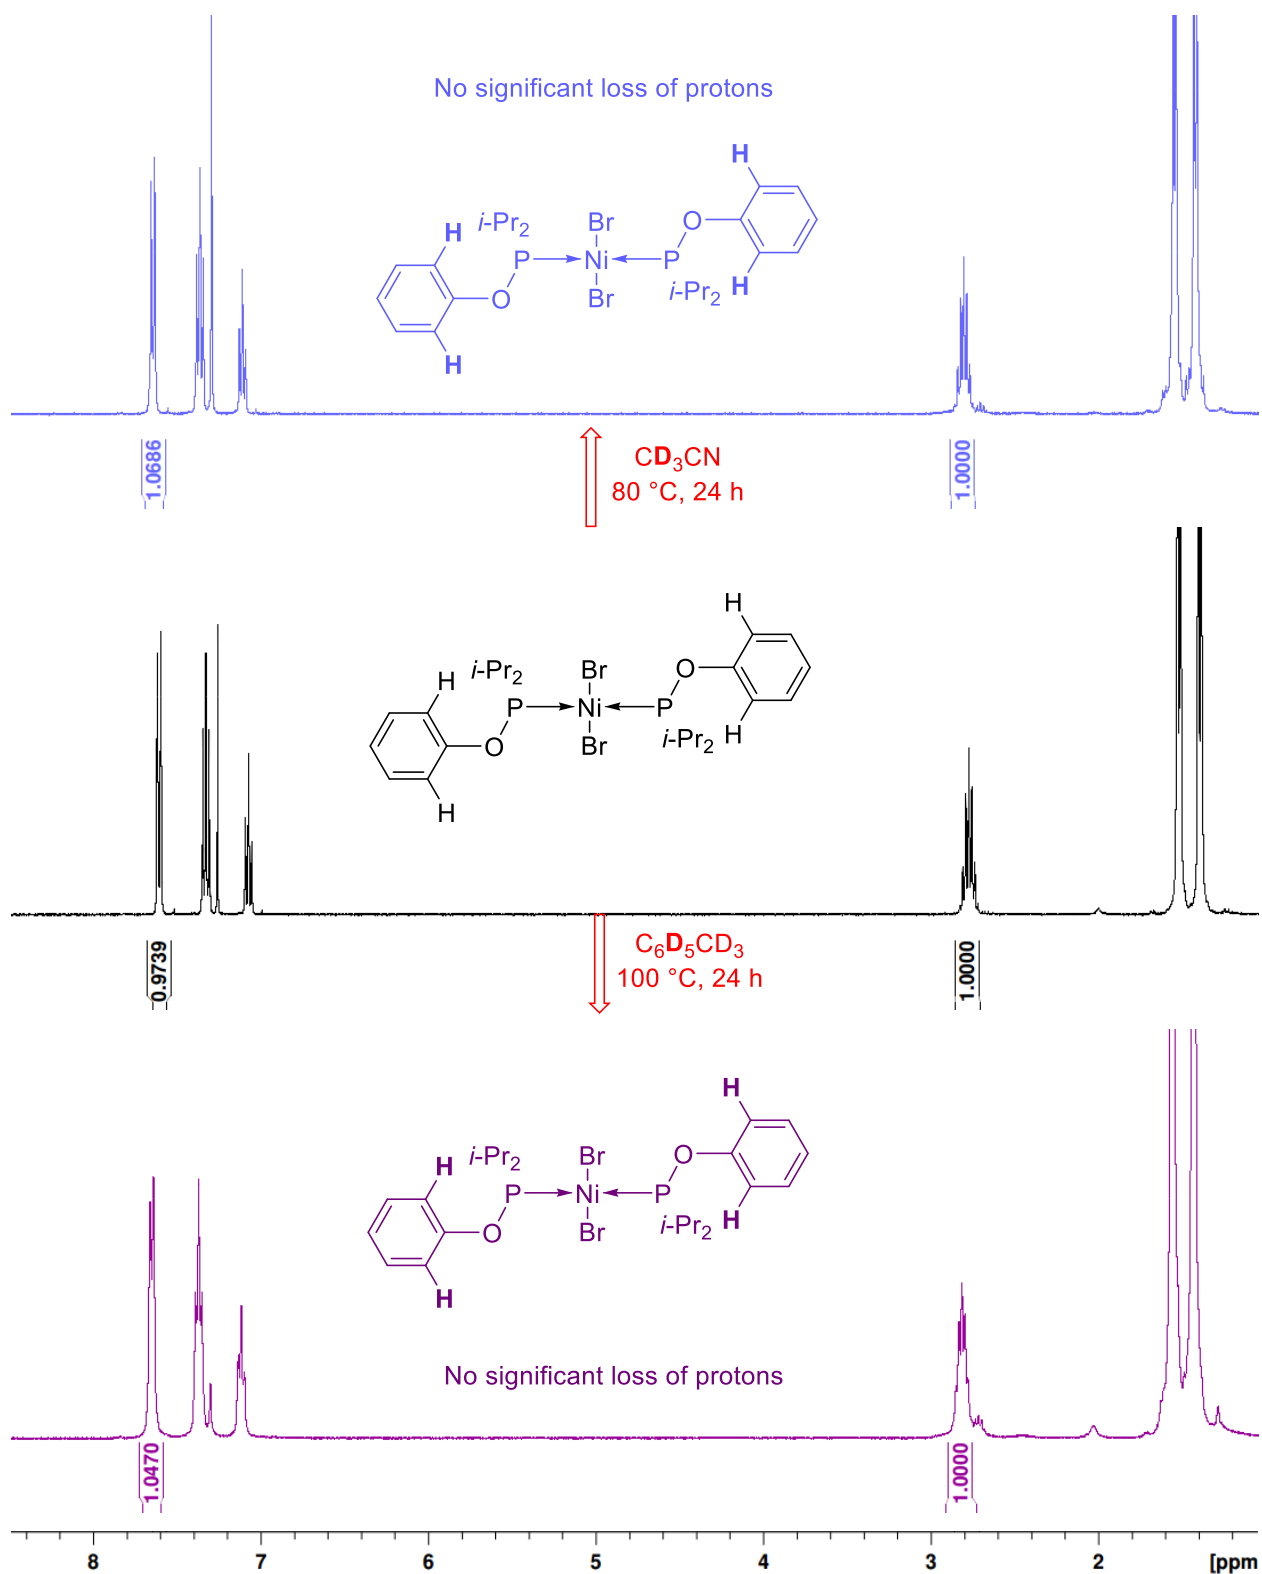 No significant loss of protons
H
i-Pr2
Br
O
H
P
Ni
P
O
Br
i-Pr2
H
H
1.0686
1.0000
CD3CN
80 °C, 24 h
H
i-Pr2
Br
O
H
P
Ni
P
O
Br
i-Pr2
H
H
0.9739
1.0000
C6D5CD3
100 °C, 24 h
H
i-Pr2
Br
O
H
P
Ni
P
O
Br
i-Pr2
H
H
No significant loss of protons
1.0470
1.0000
8 7 6 5 4 3 2 [ppm